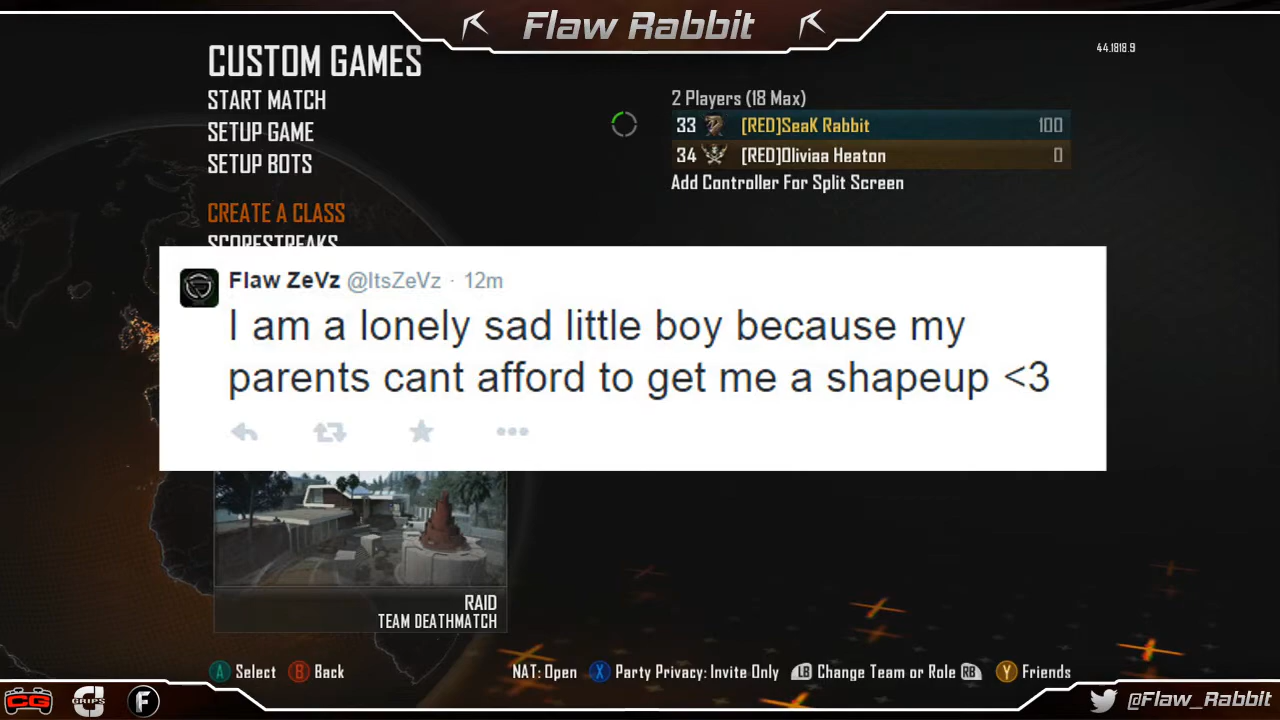 Flaw Rabbit
44.1818.9
CUSTOM GAMES
START MATCH
SETUP GAME
SETUP BOTS
CREATE A CLASS
SCORESTREAKS
2 Players (18 Max)
33 [RED]SeaK Rabbit 100
34 [RED]Oliviaa Heaton 0
Add Controller For Split Screen
Flaw ZeVz @ItsZeVz · 12m
I am a lonely sad little boy because my
parents cant afford to get me a shapeup <3
RAID
TEAM DEATHMATCH
A Select B Back NAT: Open X Party Privacy: Invite Only LB Change Team or Role RB Y Friends
CG GRIPS F @Flaw_Rabbit